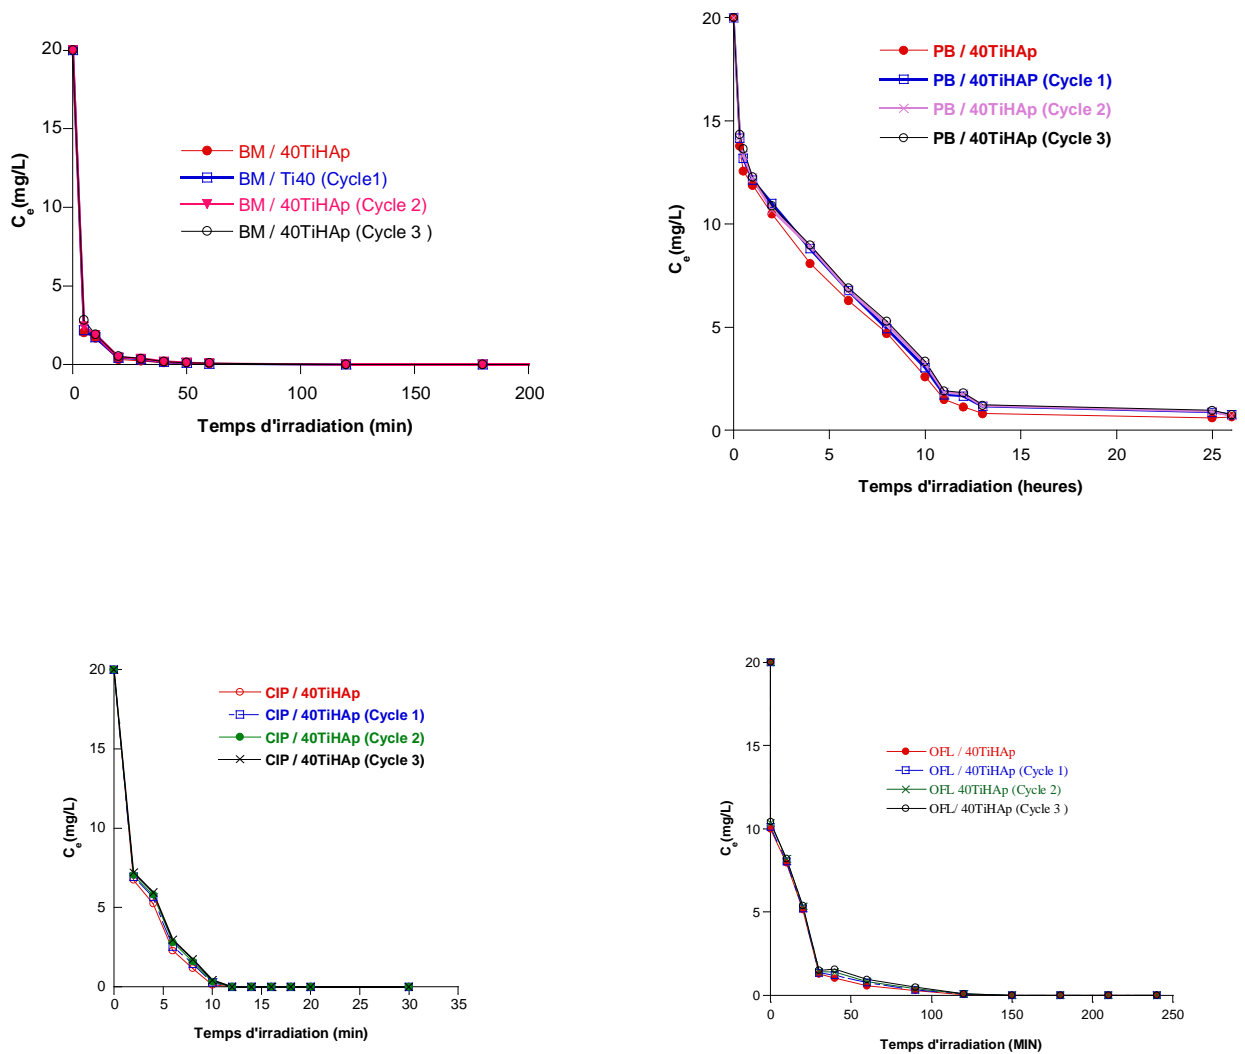 20
15
10
5
0
C_e(mg/L)
BM / 40TiHAp
BM / Ti40 (Cycle1)
BM / 40TiHAp (Cycle 2)
BM / 40TiHAp (Cycle 3 )
0 50 100 150 200
Temps d'irradiation (min)
20
15
10
5
0
C_e(mg/L)
PB / 40TiHAp
PB / 40TiHAP (Cycle 1)
PB / 40TiHAp (Cycle 2)
PB / 40TiHAp (Cycle 3)
0 5 10 15 20 25
Temps d'irradiation (heures)
20
15
10
5
0
C_e(mg/L)
CIP / 40TiHAp
CIP / 40TiHAp (Cycle 1)
CIP / 40TiHAp (Cycle 2)
CIP / 40TiHAp (Cycle 3)
0 5 10 15 20 25 30 35
Temps d'irradiation (min)
20
15
10
5
0
C_e(mg/L)
OFL / 40TiHAp
OFL / 40TiHAp (Cycle 1)
OFL 40TiHAp (Cycle 2)
OFL/ 40TiHAp (Cycle 3 )
0 50 100 150 200 250
Temps d'irradiation (MIN)